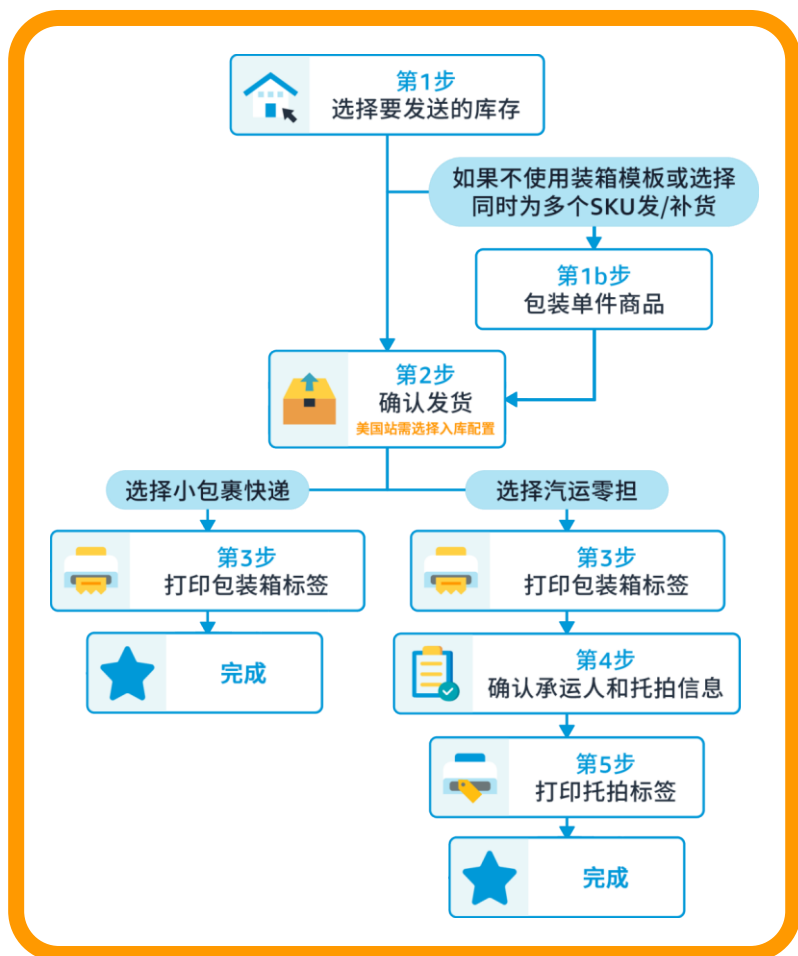 第1步
选择要发送的库存
如果不使用装箱模板或选择
同时为多个SKU发/补货
第1b步
包装单件商品
第2步
确认发货
美国站需选择入库配置
选择小包裹快递
选择汽运零担
第3步
打印包装箱标签
第3步
打印包装箱标签
完成
第4步
确认承运人和托拍信息
第5步
打印托拍标签
完成